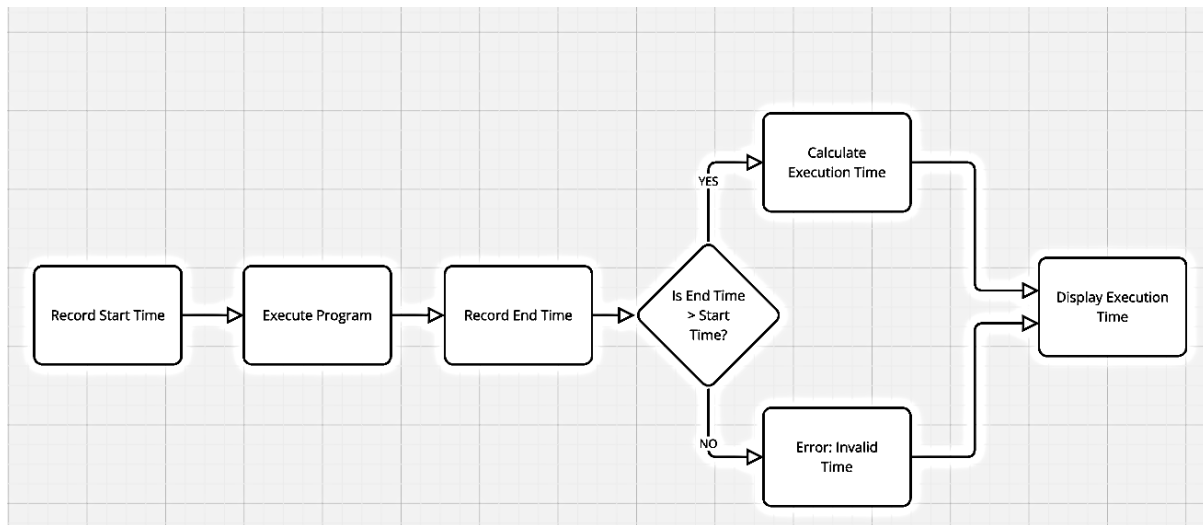 Record Start Time
Execute Program
Record End Time
Is End Time
> Start
Time?
YES
Calculate
Execution Time
NO
Error: Invalid
Time
Display Execution
Time